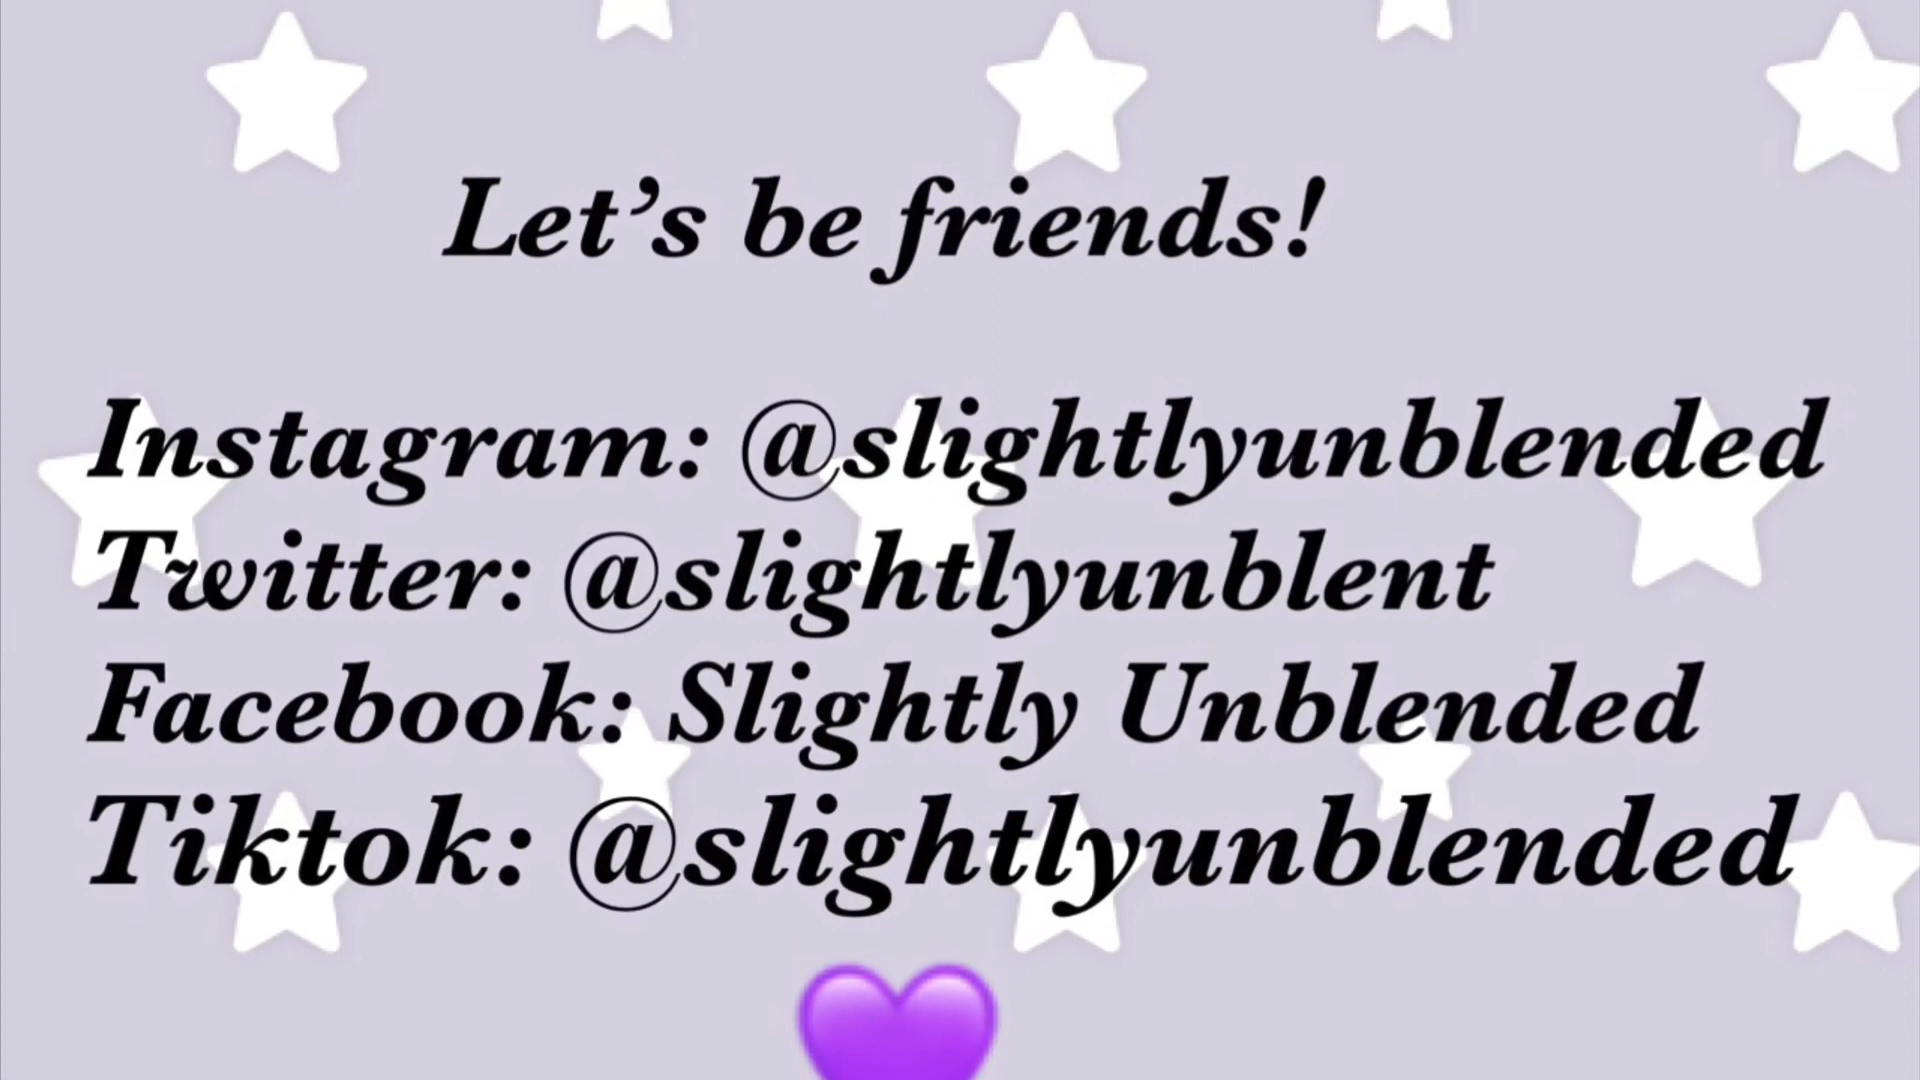 Let’s be friends!
Instagram: @slightlyunblended
Twitter: @slightlyunblent
Facebook: Slightly Unblended
Tiktok: @slightlyunblended